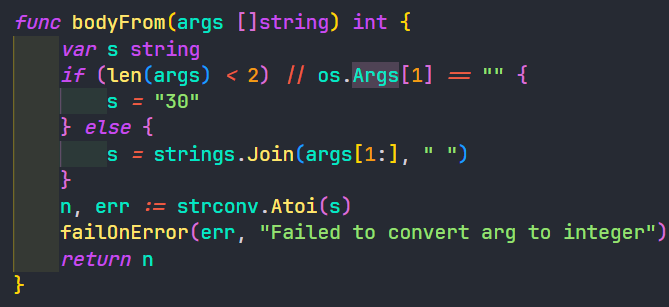 func bodyFrom(args []string) int {
    var s string
    if (len(args) < 2) || os.Args[1] == "" {
        s = "30"
    } else {
        s = strings.Join(args[1:], " ")
    }
    n, err := strconv.Atoi(s)
    failOnError(err, "Failed to convert arg to integer")
    return n
}